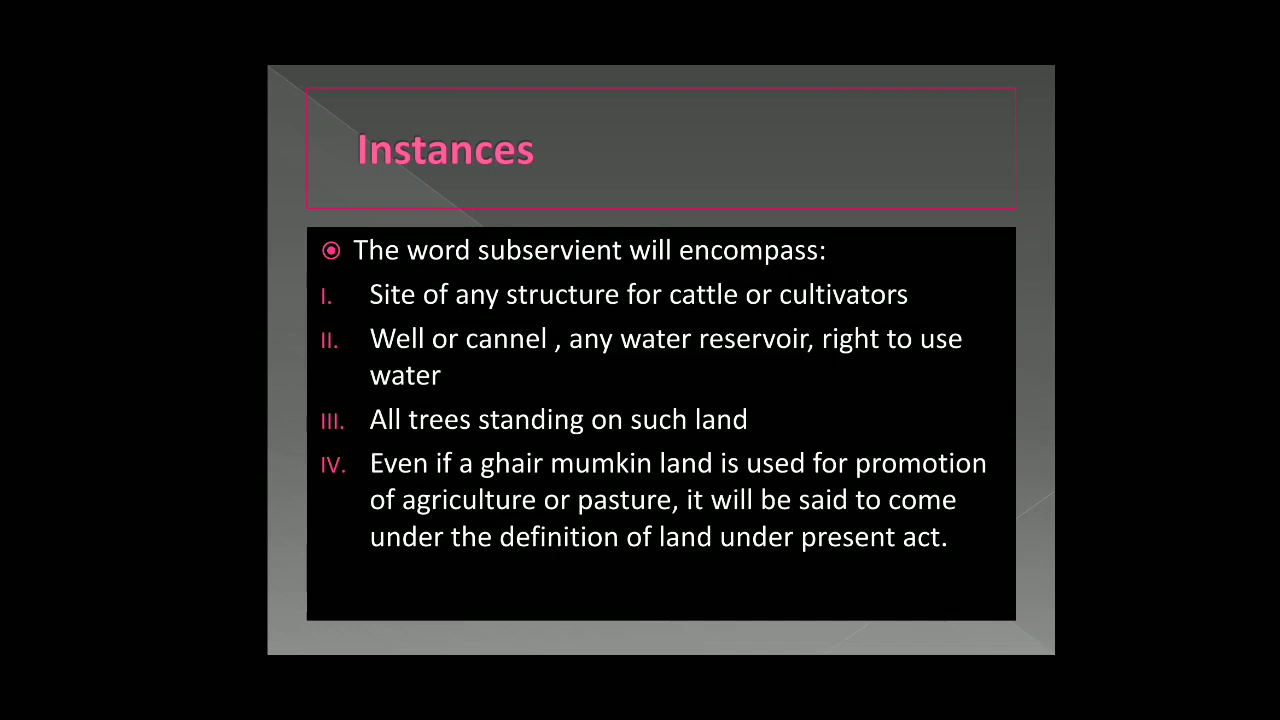 Instances
The word subservient will encompass:
I. Site of any structure for cattle or cultivators
II. Well or cannel , any water reservoir, right to use
water
III. All trees standing on such land
IV. Even if a ghair mumkin land is used for promotion
of agriculture or pasture, it will be said to come
under the definition of land under present act.